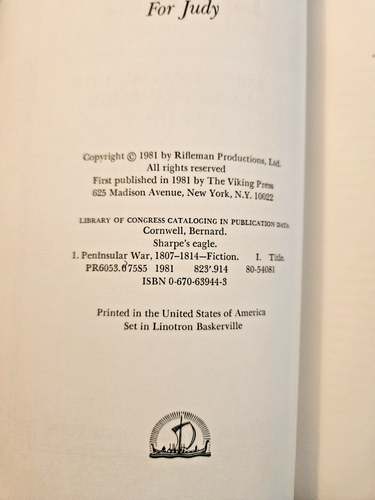 For Judy
Copyright © 1981 by Rifleman Productions, Ltd.
All rights reserved
First published in 1981 by The Viking Press
625 Madison Avenue, New York, N.Y. 10022
LIBRARY OF CONGRESS CATALOGING IN PUBLICATION DATA
Cornwell, Bernard.
Sharpe's eagle.
1. Peninsular War, 1807–1814—Fiction. I. Title.
PR6053.O75S5 1981 823'.914 80-54081
ISBN 0-670-63944-3
Printed in the United States of America
Set in Linotron Baskerville